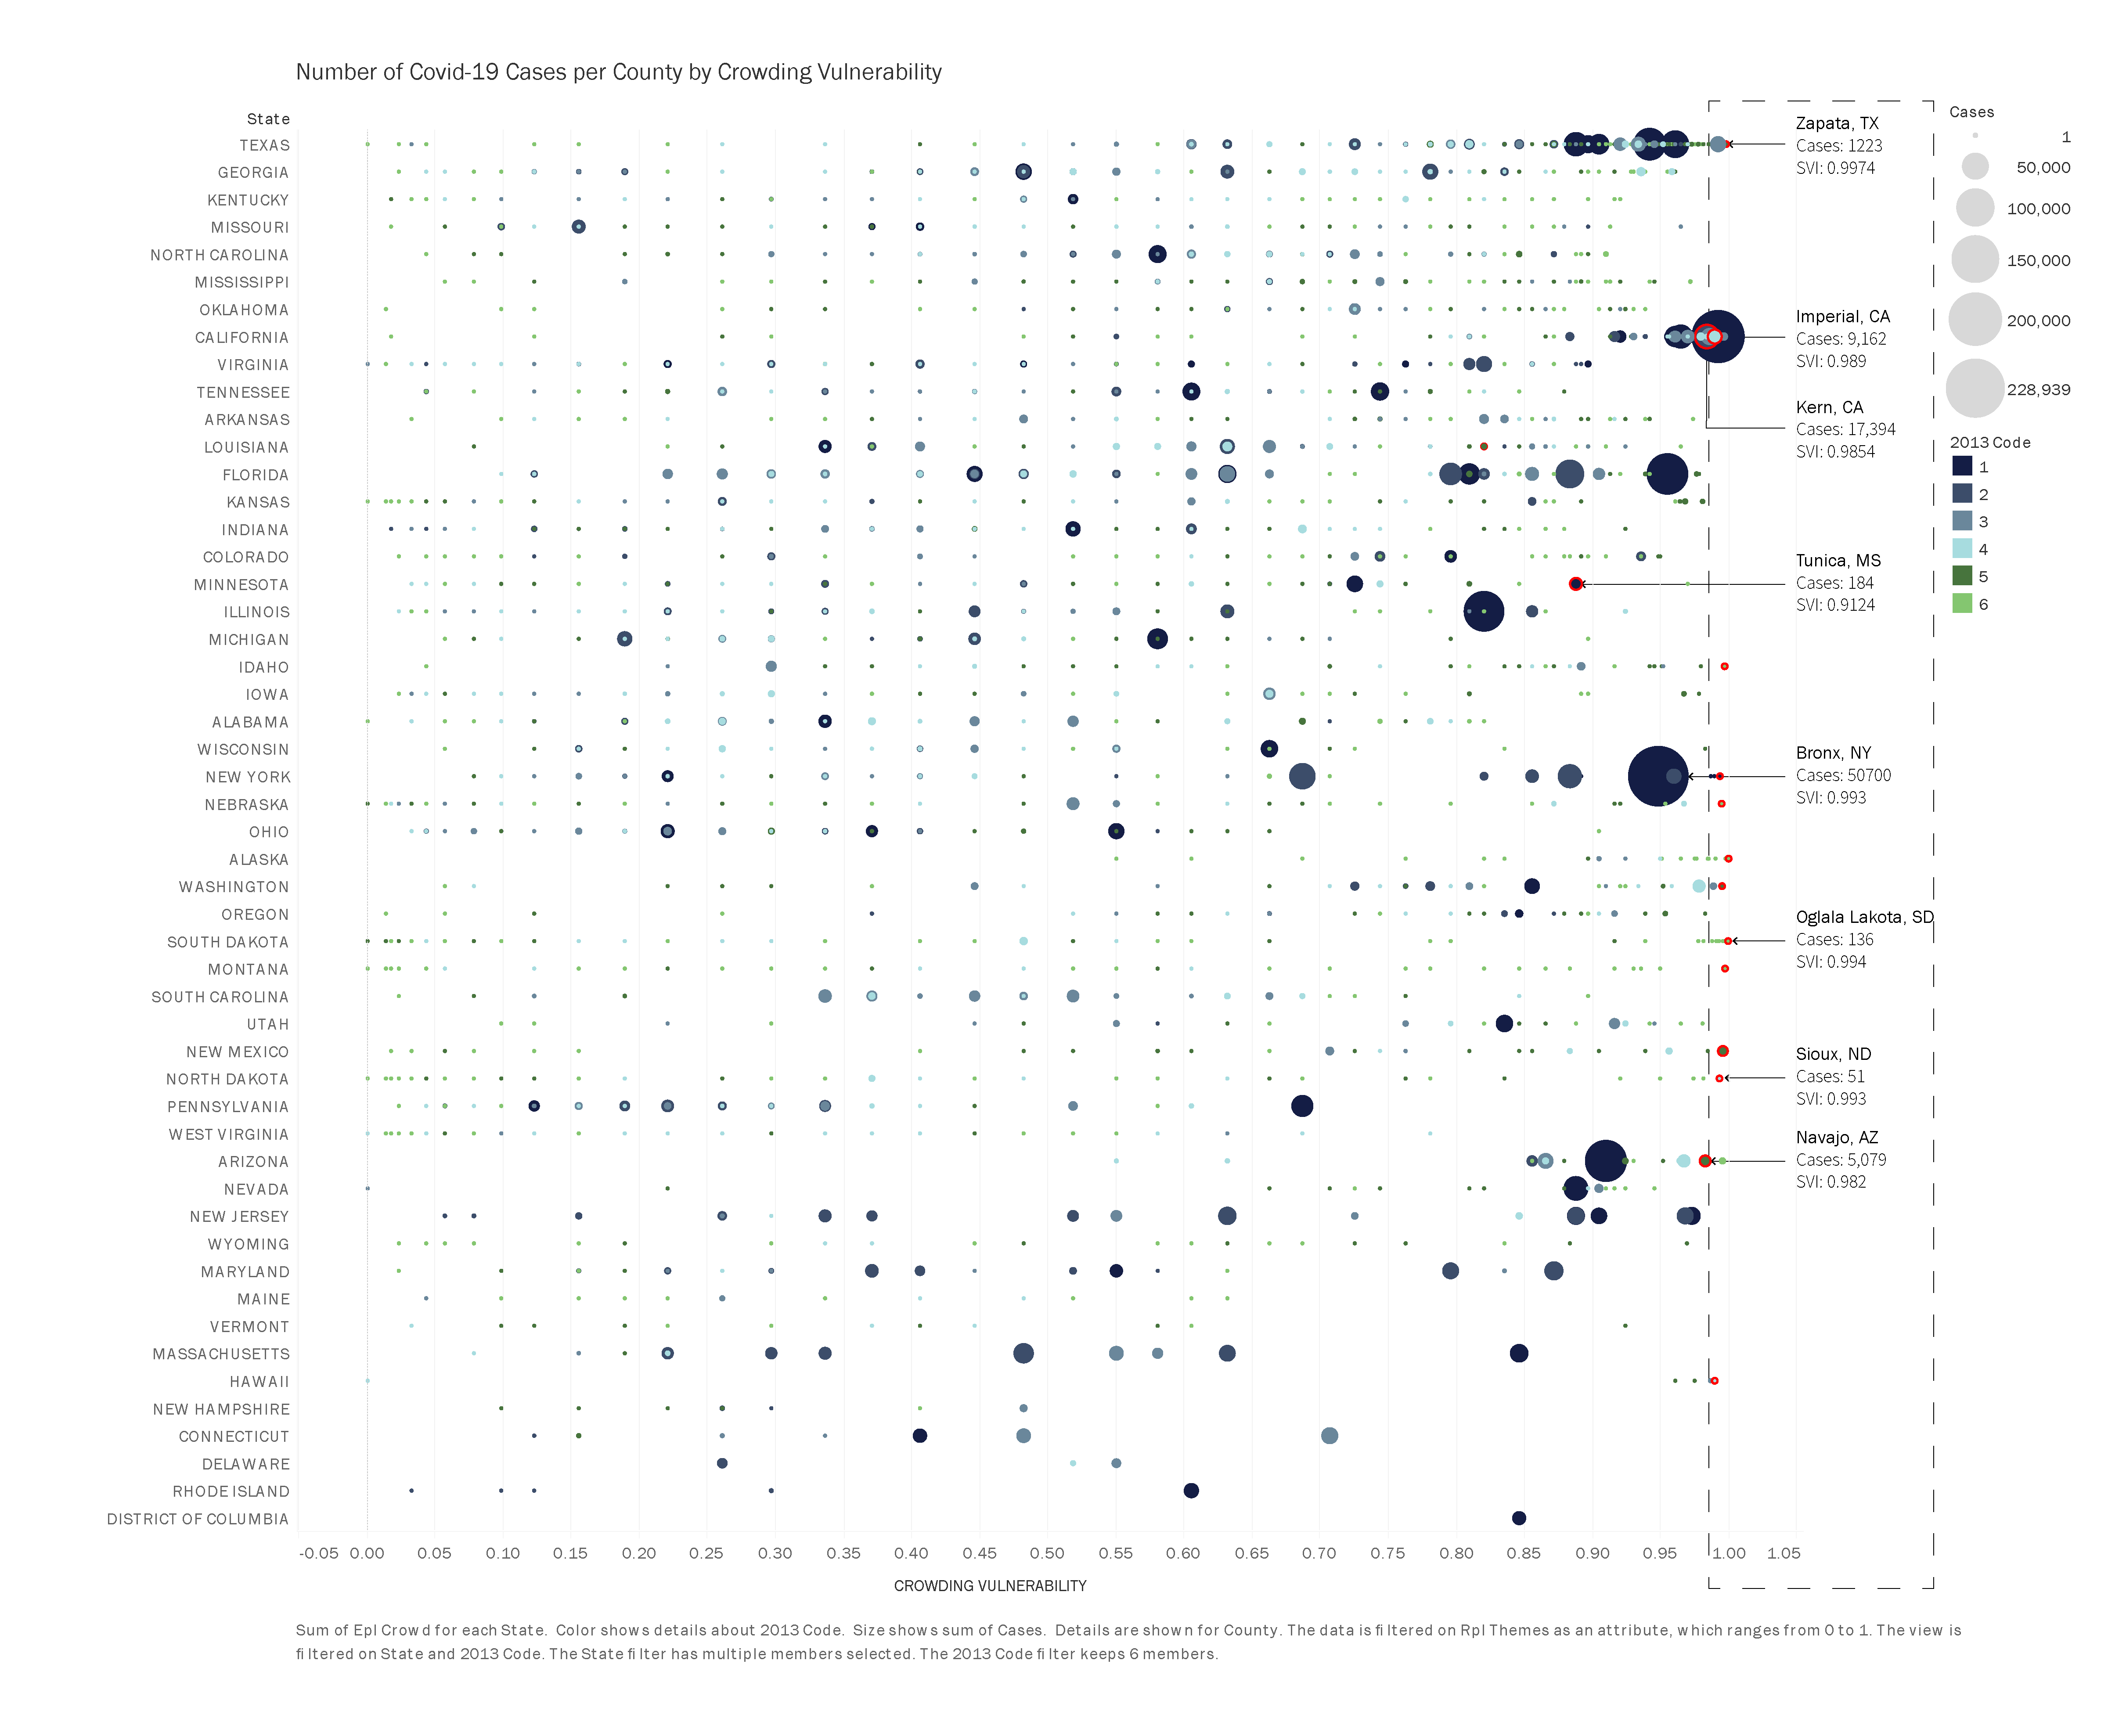 Number of Covid-19 Cases per County by Crowding Vulnerability
State
TEXAS
GEORGIA
KENTUCKY
MISSOURI
NORTH CAROLINA
MISSISSIPPI
OKLAHOMA
CALIFORNIA
VIRGINIA
TENNESSEE
ARKANSAS
LOUISIANA
FLORIDA
KANSAS
INDIANA
COLORADO
MINNESOTA
ILLINOIS
MICHIGAN
IDAHO
IOWA
ALABAMA
WISCONSIN
NEW YORK
NEBRASKA
OHIO
ALASKA
WASHINGTON
OREGON
SOUTH DAKOTA
MONTANA
SOUTH CAROLINA
UTAH
NEW MEXICO
NORTH DAKOTA
PENNSYLVANIA
WEST VIRGINIA
ARIZONA
NEVADA
NEW JERSEY
WYOMING
MARYLAND
MAINE
VERMONT
MASSACHUSETTS
HAWAII
NEW HAMPSHIRE
CONNECTICUT
DELAWARE
RHODE ISLAND
DISTRICT OF COLUMBIA
Zapata, TX
Cases: 1223
SVI: 0.9974
Imperial, CA
Cases: 9,162
SVI: 0.989
Kern, CA
Cases: 17,394
SVI: 0.9854
Tunica, MS
Cases: 184
SVI: 0.9124
Bronx, NY
Cases: 50700
SVI: 0.993
Oglala Lakota, SD
Cases: 136
SVI: 0.994
Sioux, ND
Cases: 51
SVI: 0.993
Navajo, AZ
Cases: 5,079
SVI: 0.982
Cases
1
50,000
100,000
150,000
200,000
228,939
2013 Code
1
2
3
4
5
6
-0.05 0.00 0.05 0.10 0.15 0.20 0.25 0.30 0.35 0.40 0.45 0.50 0.55 0.60 0.65 0.70 0.75 0.80 0.85 0.90 0.95 1.00 1.05
CROWDING VULNERABILITY
Sum of Epl Crowd for each State. Color shows details about 2013 Code. Size shows sum of Cases. Details are shown for County. The data is filtered on Rpl Themes as an attribute, which ranges from 0 to 1. The view is
filtered on State and 2013 Code. The State filter has multiple members selected. The 2013 Code filter keeps 6 members.